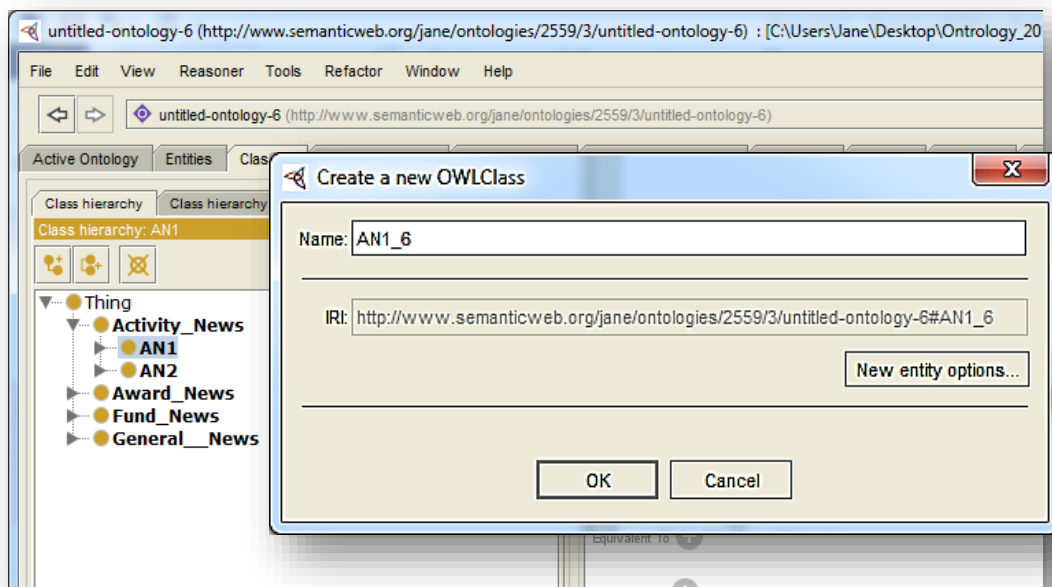 untitled-ontology-6 (http://www.semanticweb.org/jane/ontologies/2559/3/untitled-ontology-6) : [C:\Users\Jane\Desktop\Ontrology_20
File Edit View Reasoner Tools Refactor Window Help
untitled-ontology-6 (http://www.semanticweb.org/jane/ontologies/2559/3/untitled-ontology-6)
Active Ontology Entities Clas
Class hierarchy Class hierarchy
Class hierarchy: AN1
Thing
Activity_News
AN1
AN2
Award_News
Fund_News
General__News
Create a new OWLClass
Name: AN1_6
IRI: http://www.semanticweb.org/jane/ontologies/2559/3/untitled-ontology-6#AN1_6
New entity options...
OK Cancel
Equivalent To